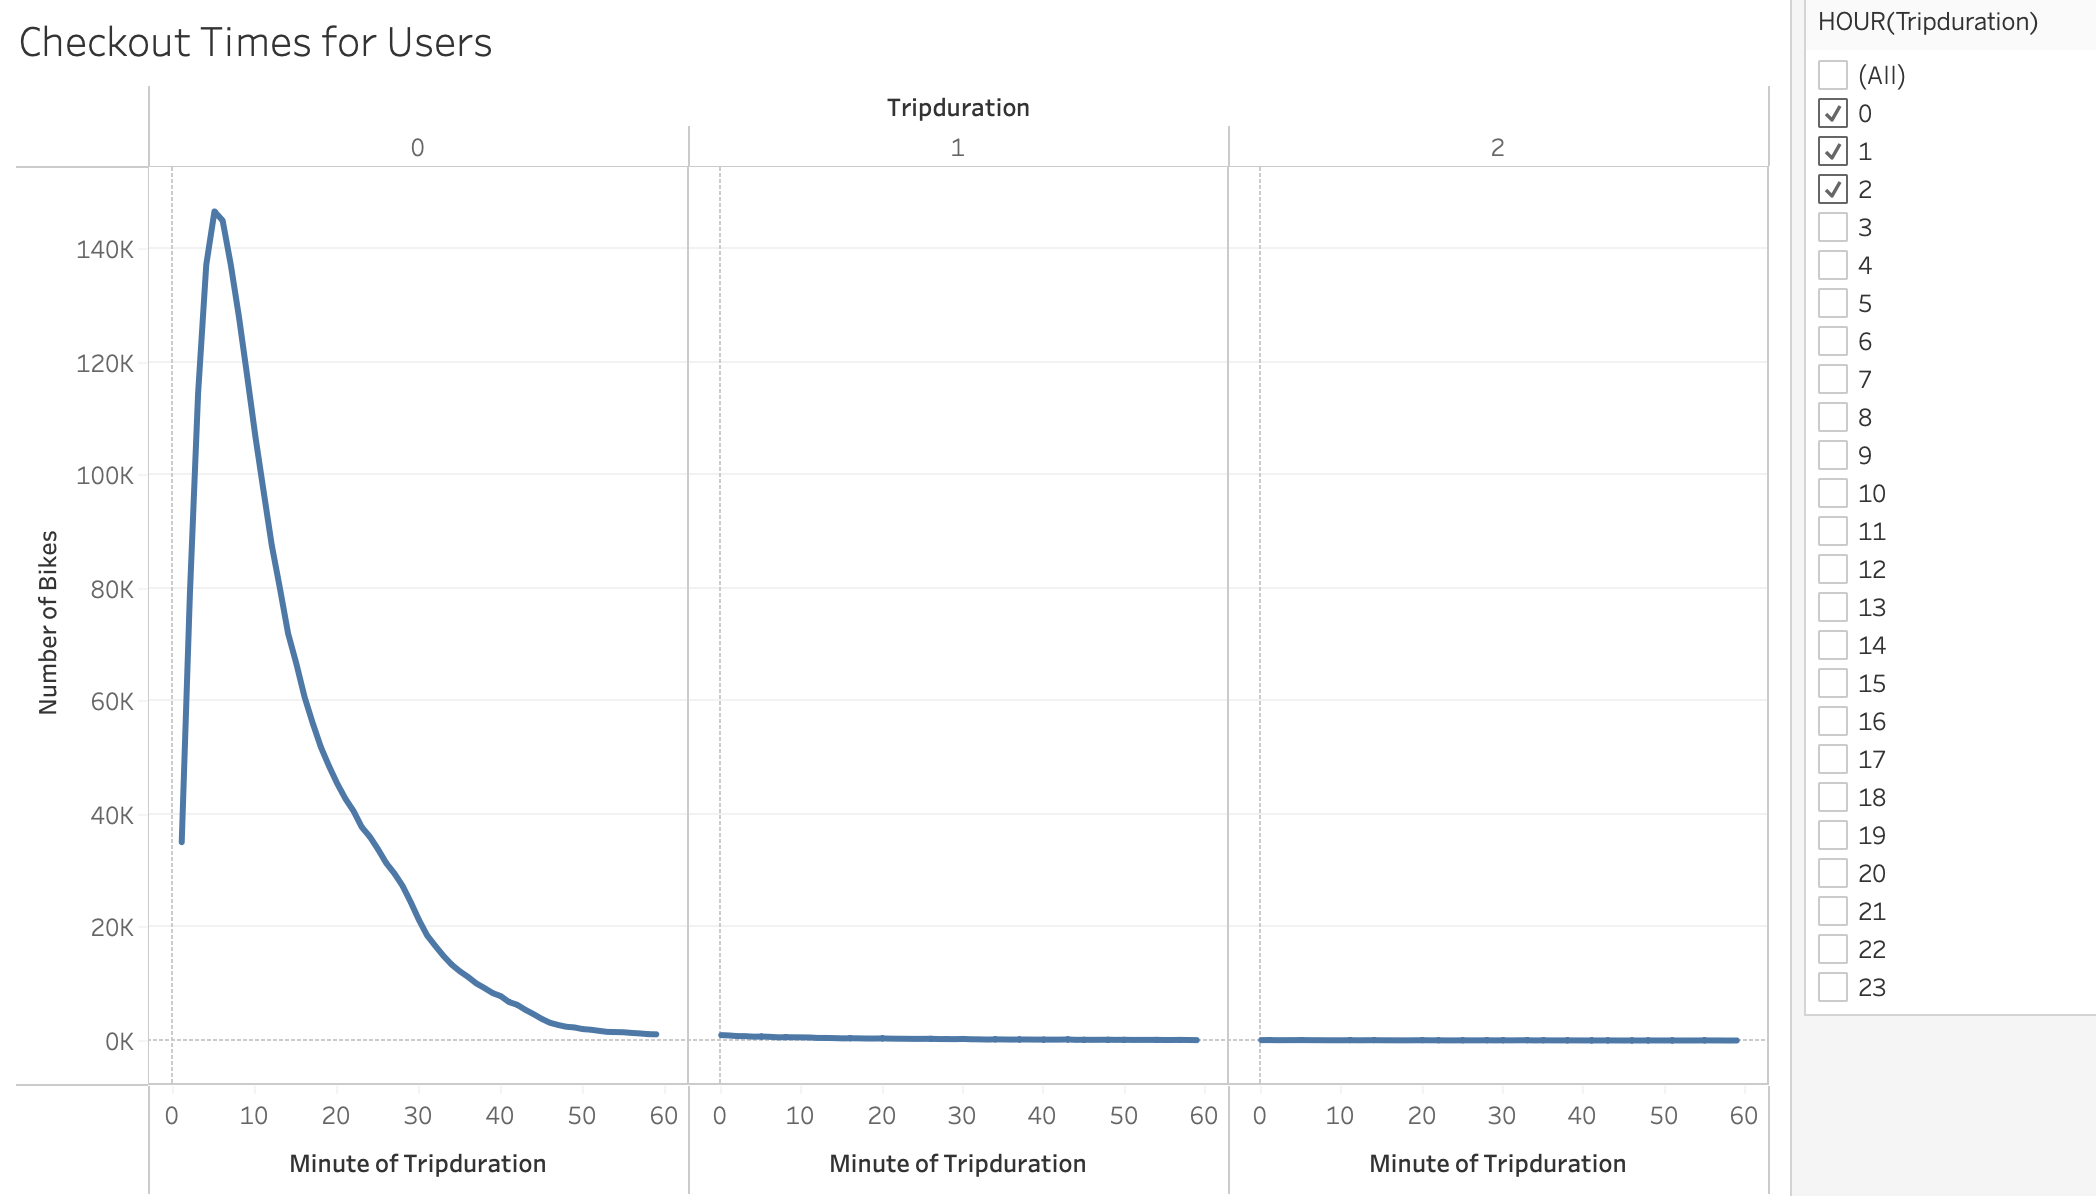 Checkout Times for Users
Tripduration
0 1 2
Number of Bikes
140K
120K
100K
80K
60K
40K
20K
0K
0 10 20 30 40 50 60 0 10 20 30 40 50 60 0 10 20 30 40 50 60
Minute of Tripduration Minute of Tripduration Minute of Tripduration
HOUR(Tripduration)
(All)
0
1
2
3
4
5
6
7
8
9
10
11
12
13
14
15
16
17
18
19
20
21
22
23